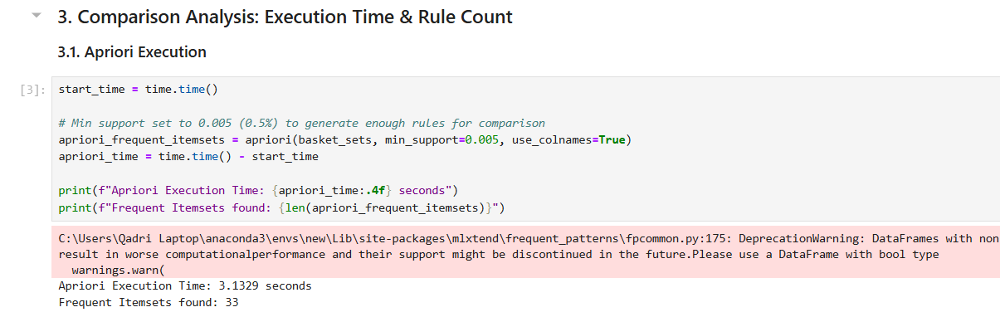 3. Comparison Analysis: Execution Time & Rule Count
3.1. Apriori Execution
[3]: start_time = time.time()
# Min support set to 0.005 (0.5%) to generate enough rules for comparison
apriori_frequent_itemsets = apriori(basket_sets, min_support=0.005, use_colnames=True)
apriori_time = time.time() - start_time
print(f"Apriori Execution Time: {apriori_time:.4f} seconds")
print(f"Frequent Itemsets found: {len(apriori_frequent_itemsets)}")
C:\Users\Qadri Laptop\anaconda3\envs\new\Lib\site-packages\mlxtend\frequent_patterns\fpcommon.py:175: DeprecationWarning: DataFrames with non
result in worse computationalperformance and their support might be discontinued in the future.Please use a DataFrame with bool type
warnings.warn(
Apriori Execution Time: 3.1329 seconds
Frequent Itemsets found: 33